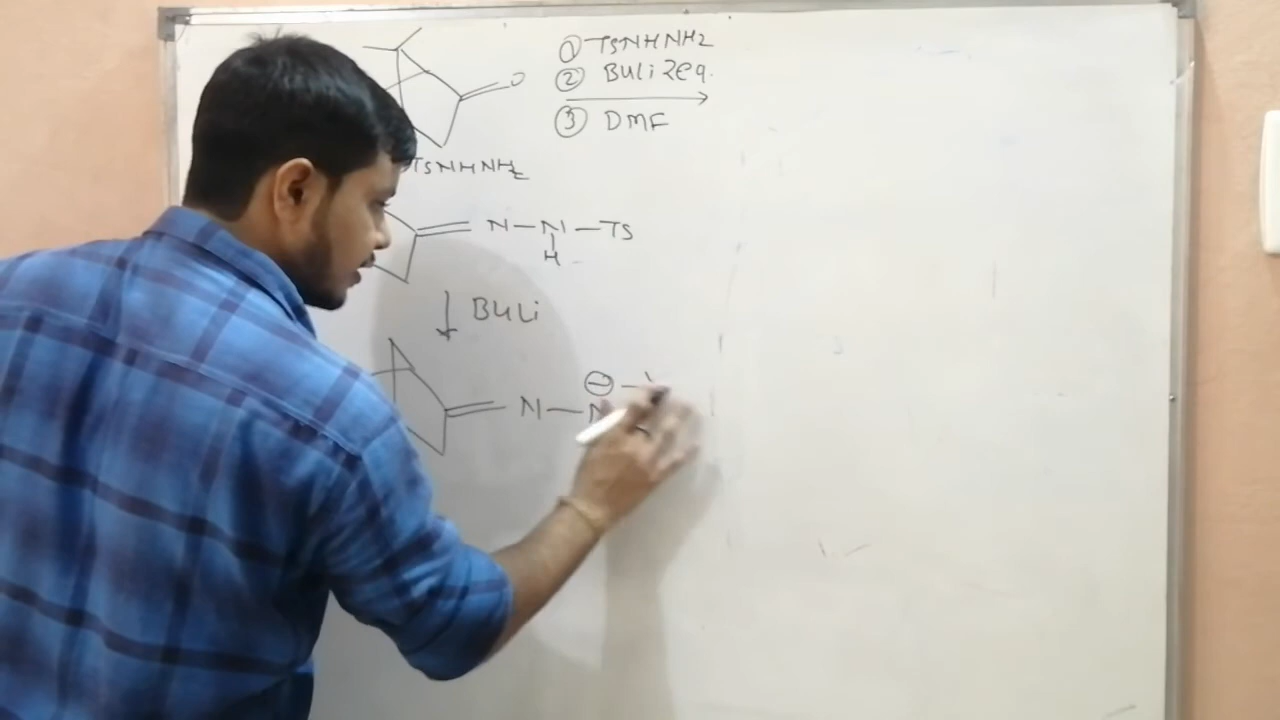 ① TSNHNH2
O
② BuLi 2eq.
③ DMF
TSNHNH2
N—N—TS
H
BuLi
⊖
N—N